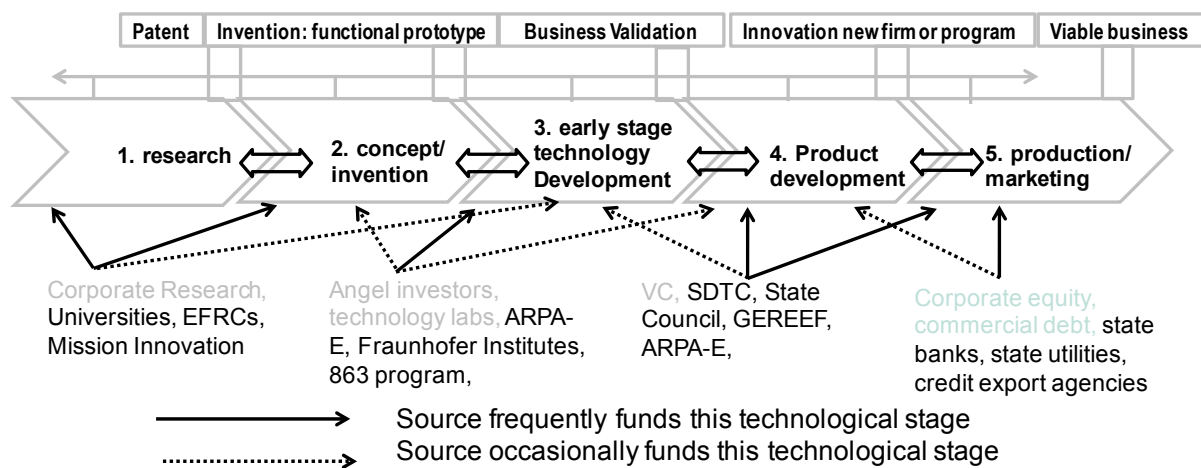 Patent
Invention: functional prototype
Business Validation
Innovation new firm or program
Viable business
1. research
2. concept/
invention
3. early stage
technology
Development
4. Product
development
5. production/
marketing
Corporate Research,
Universities, EFRCs,
Mission Innovation
Angel investors,
technology labs, ARPA-
E, Fraunhofer Institutes,
863 program,
VC, SDTC, State
Council, GEREEF,
ARPA-E,
Corporate equity,
commercial debt, state
banks, state utilities,
credit export agencies
Source frequently funds this technological stage
Source occasionally funds this technological stage